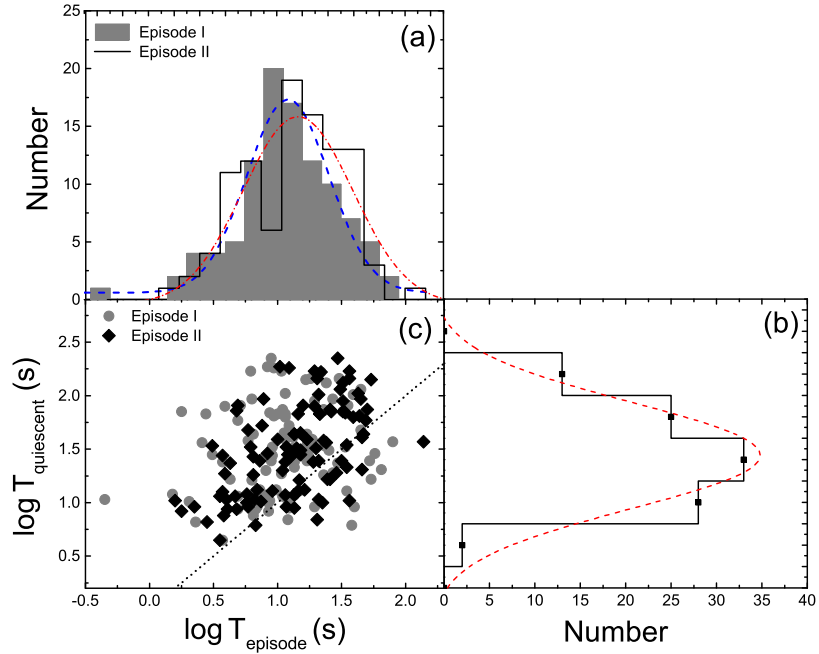 25
20
15
10
5
0
Number
Episode I
Episode II
(a)
Episode I
Episode II
(c)
(b)
2.5
2.0
1.5
1.0
0.5
log T quiescent (s)
-0.5 0.0 0.5 1.0 1.5 2.0
log T episode (s)
0 5 10 15 20 25 30 35 40
Number